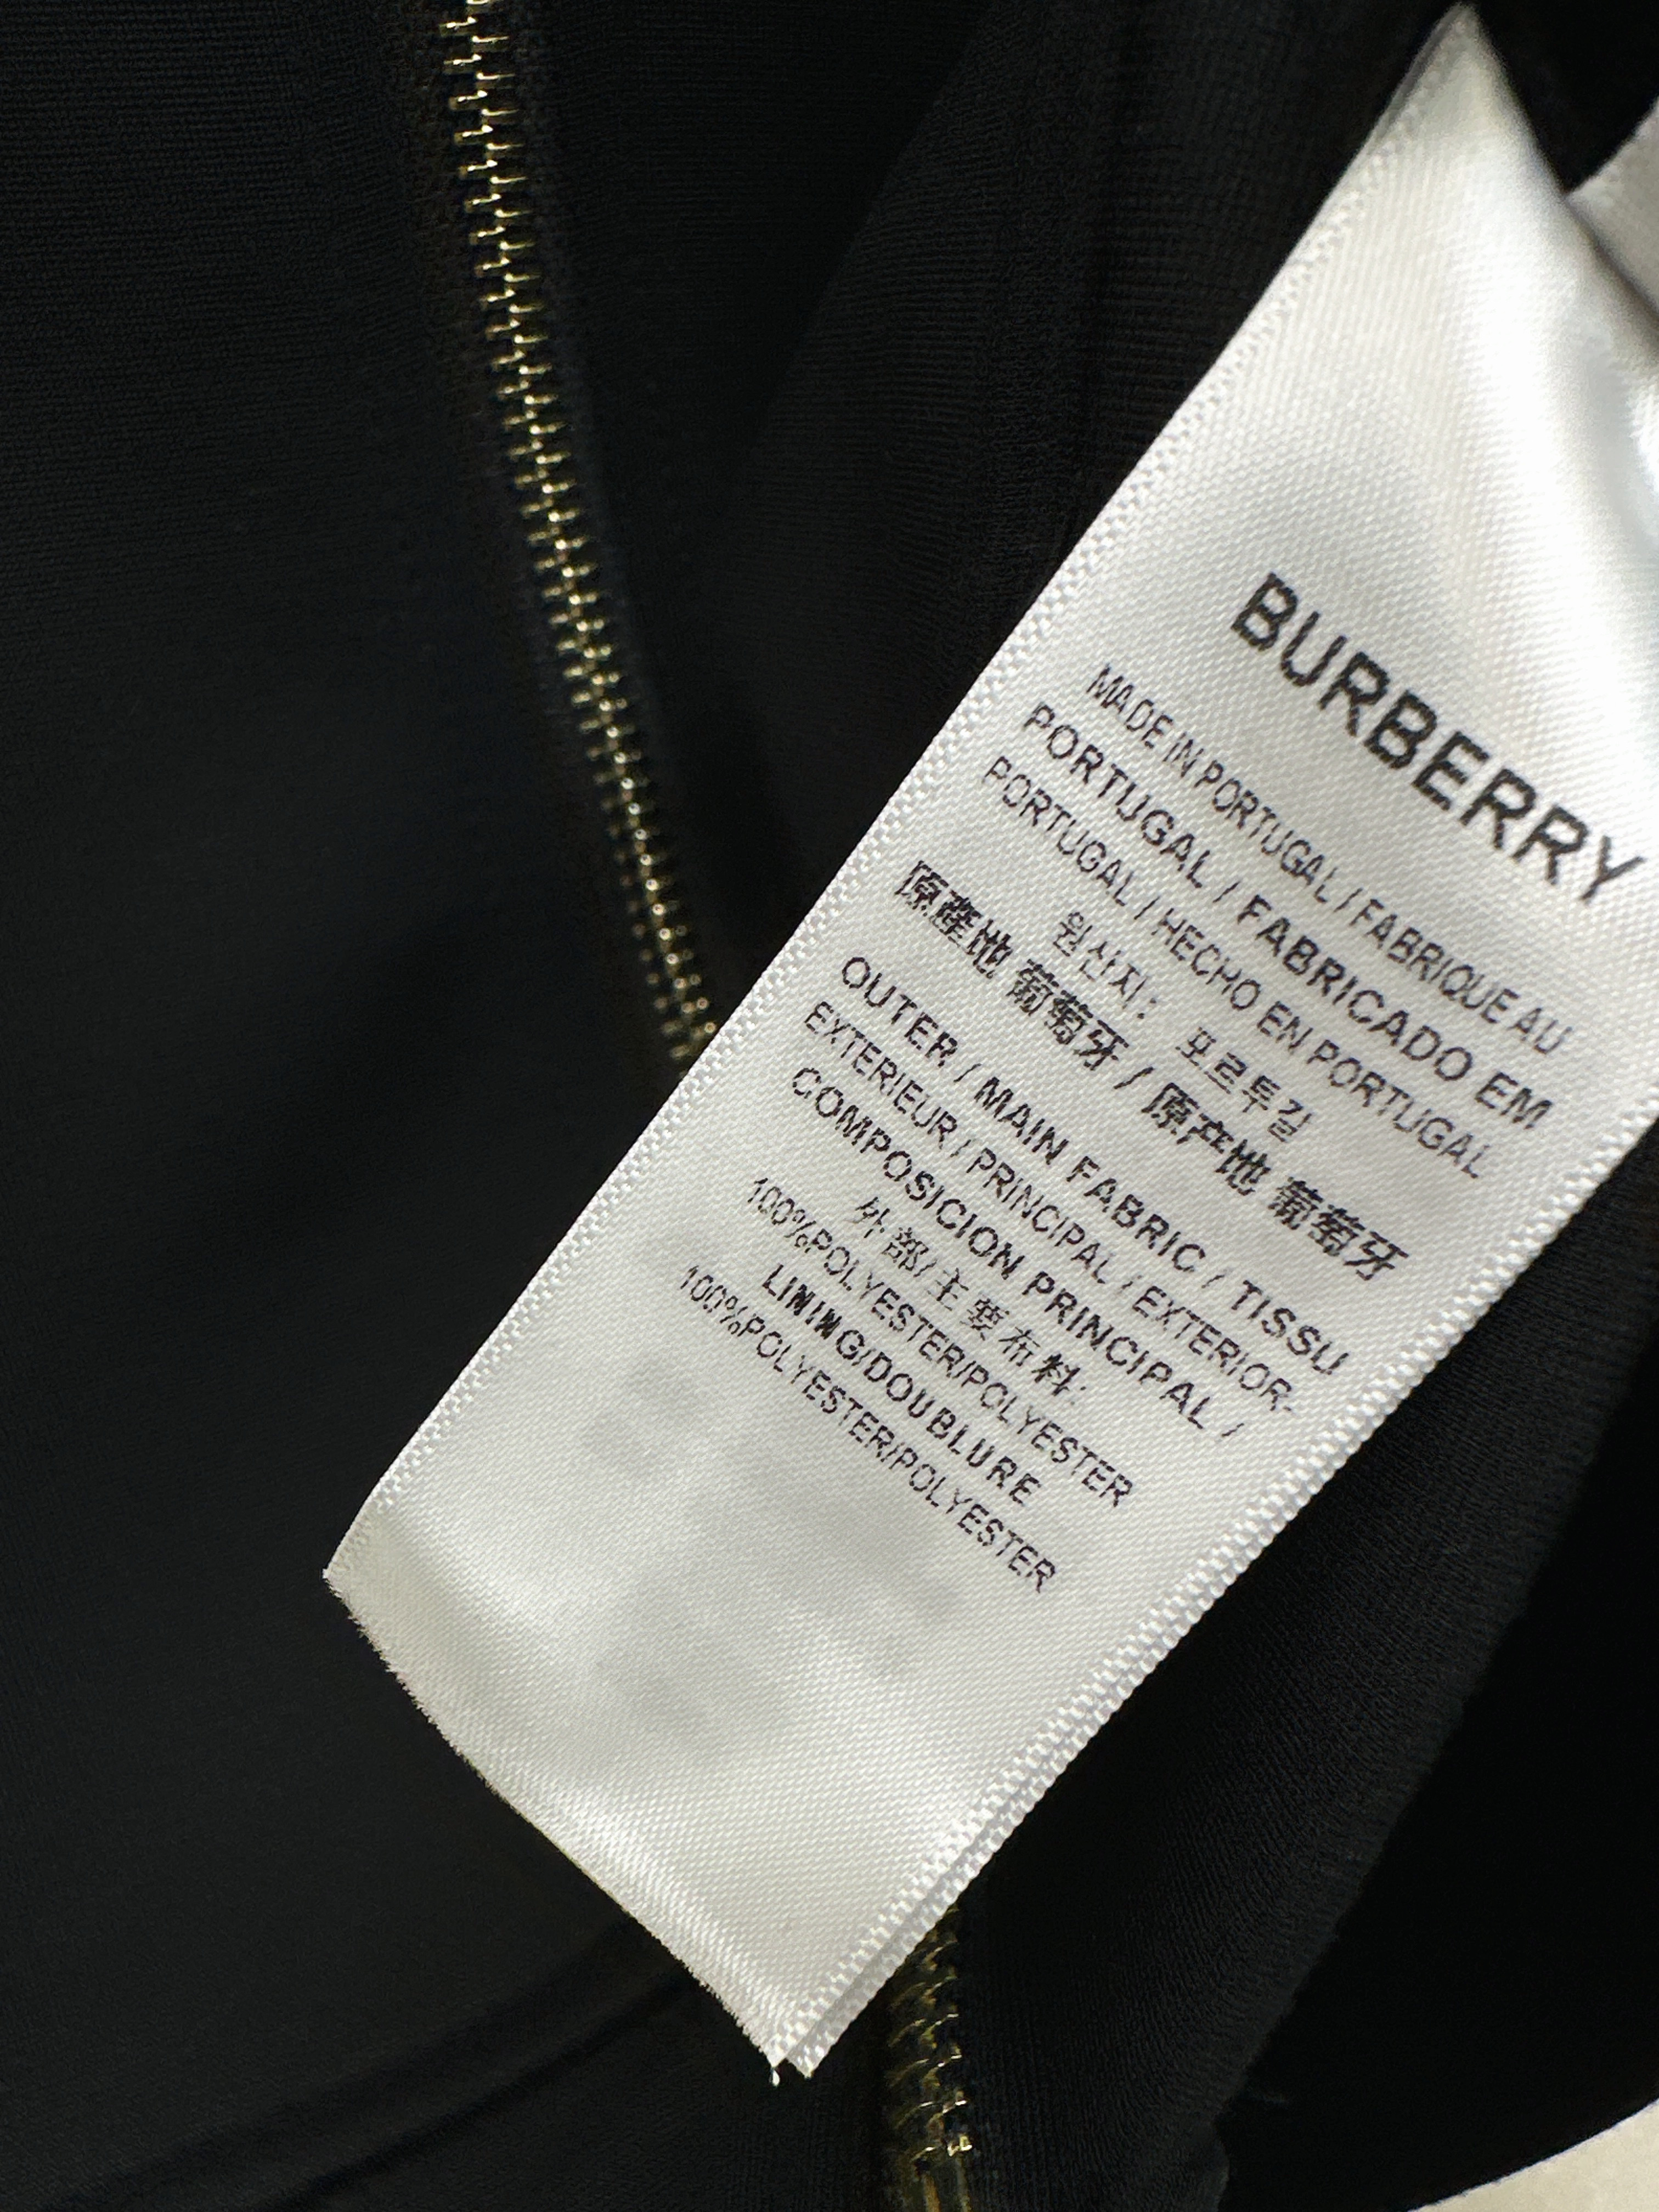 BURBERRY
MADE IN PORTUGAL / FABRIQUE AU
PORTUGAL / FABRICADO EM
PORTUGAL / HECHO EN PORTUGAL
원산지: 포르투갈
原産地 葡萄牙 / 原产地 葡萄牙
OUTER / MAIN FABRIC / TISSU
EXTERIEUR / PRINCIPAL / EXTERIOR-
COMPOSICION PRINCIPAL /
外部/主要布料:
100%POLYESTER/POLYESTER
LINING/DOUBLURE
100%POLYESTER/POLYESTER